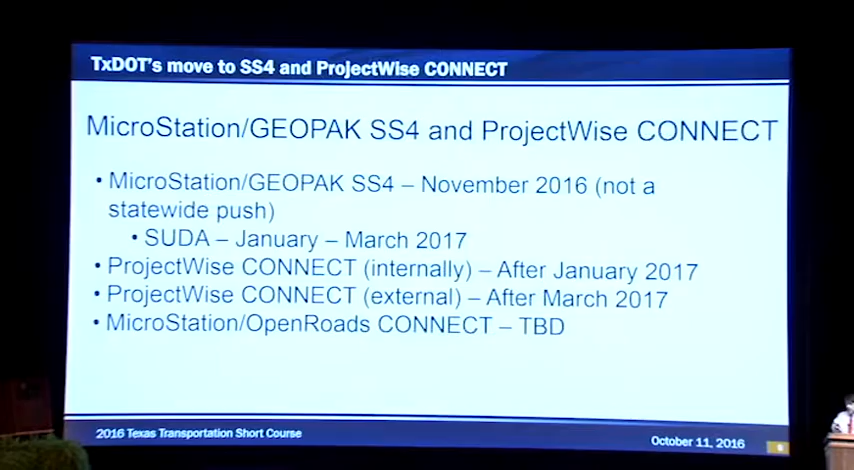 TxDOT's move to SS4 and ProjectWise CONNECT
MicroStation/GEOPAK SS4 and ProjectWise CONNECT
• MicroStation/GEOPAK SS4 – November 2016 (not a
statewide push)
• SUDA – January – March 2017
• ProjectWise CONNECT (internally) – After January 2017
• ProjectWise CONNECT (external) – After March 2017
• MicroStation/OpenRoads CONNECT – TBD
2016 Texas Transportation Short Course
October 11, 2016